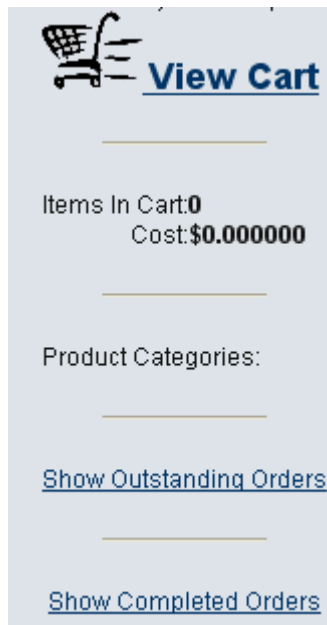 View Cart
Items In Cart:0
Cost:$0.000000
Product Categories:
Show Outstanding Orders
Show Completed Orders